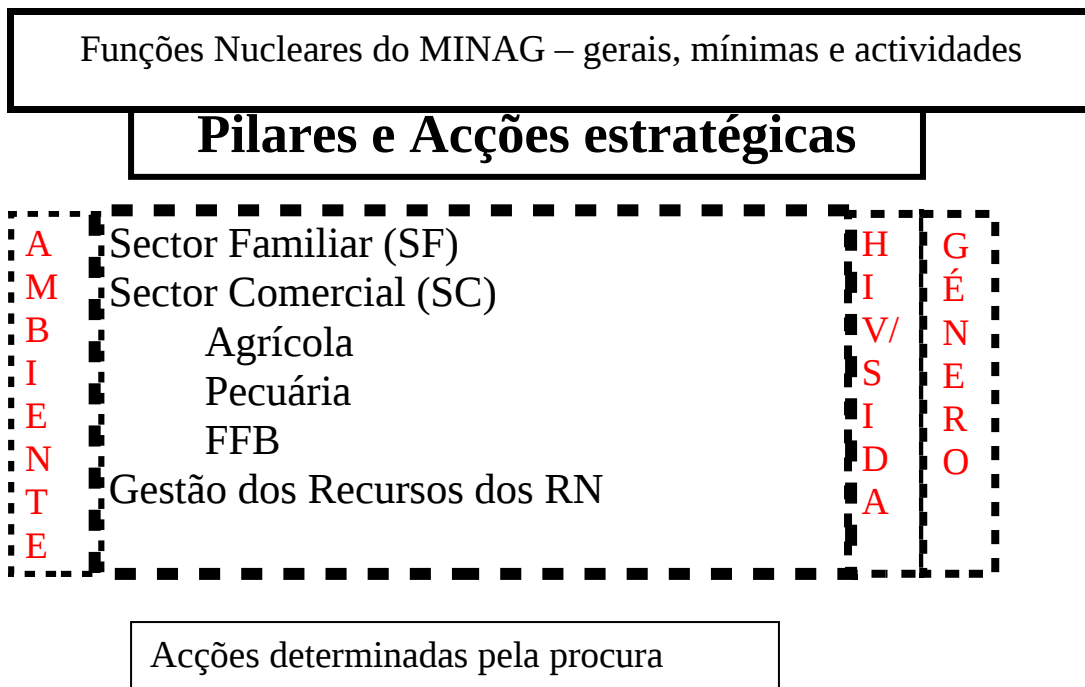 Funções Nucleares do MINAG – gerais, mínimas e actividades
Pilares e Acções estratégicas
AMBIENTE
Sector Familiar (SF)
Sector Comercial (SC)
Agrícola
Pecuária
FFB
Gestão dos Recursos dos RN
HIV/SIDA
GÉNERO
Acções determinadas pela procura